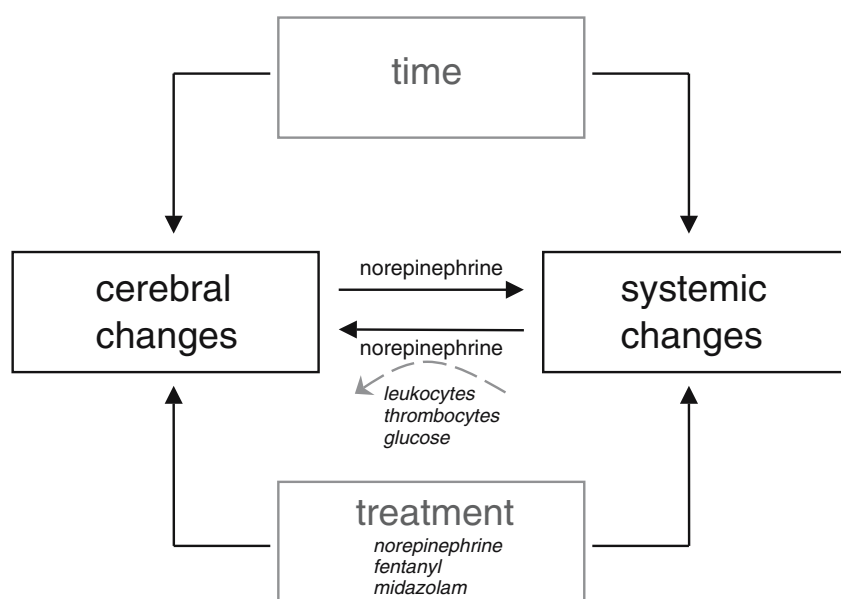 time
cerebral
changes
norepinephrine
norepinephrine
leukocytes
thrombocytes
glucose
systemic
changes
treatment
norepinephrine
fentanyl
midazolam